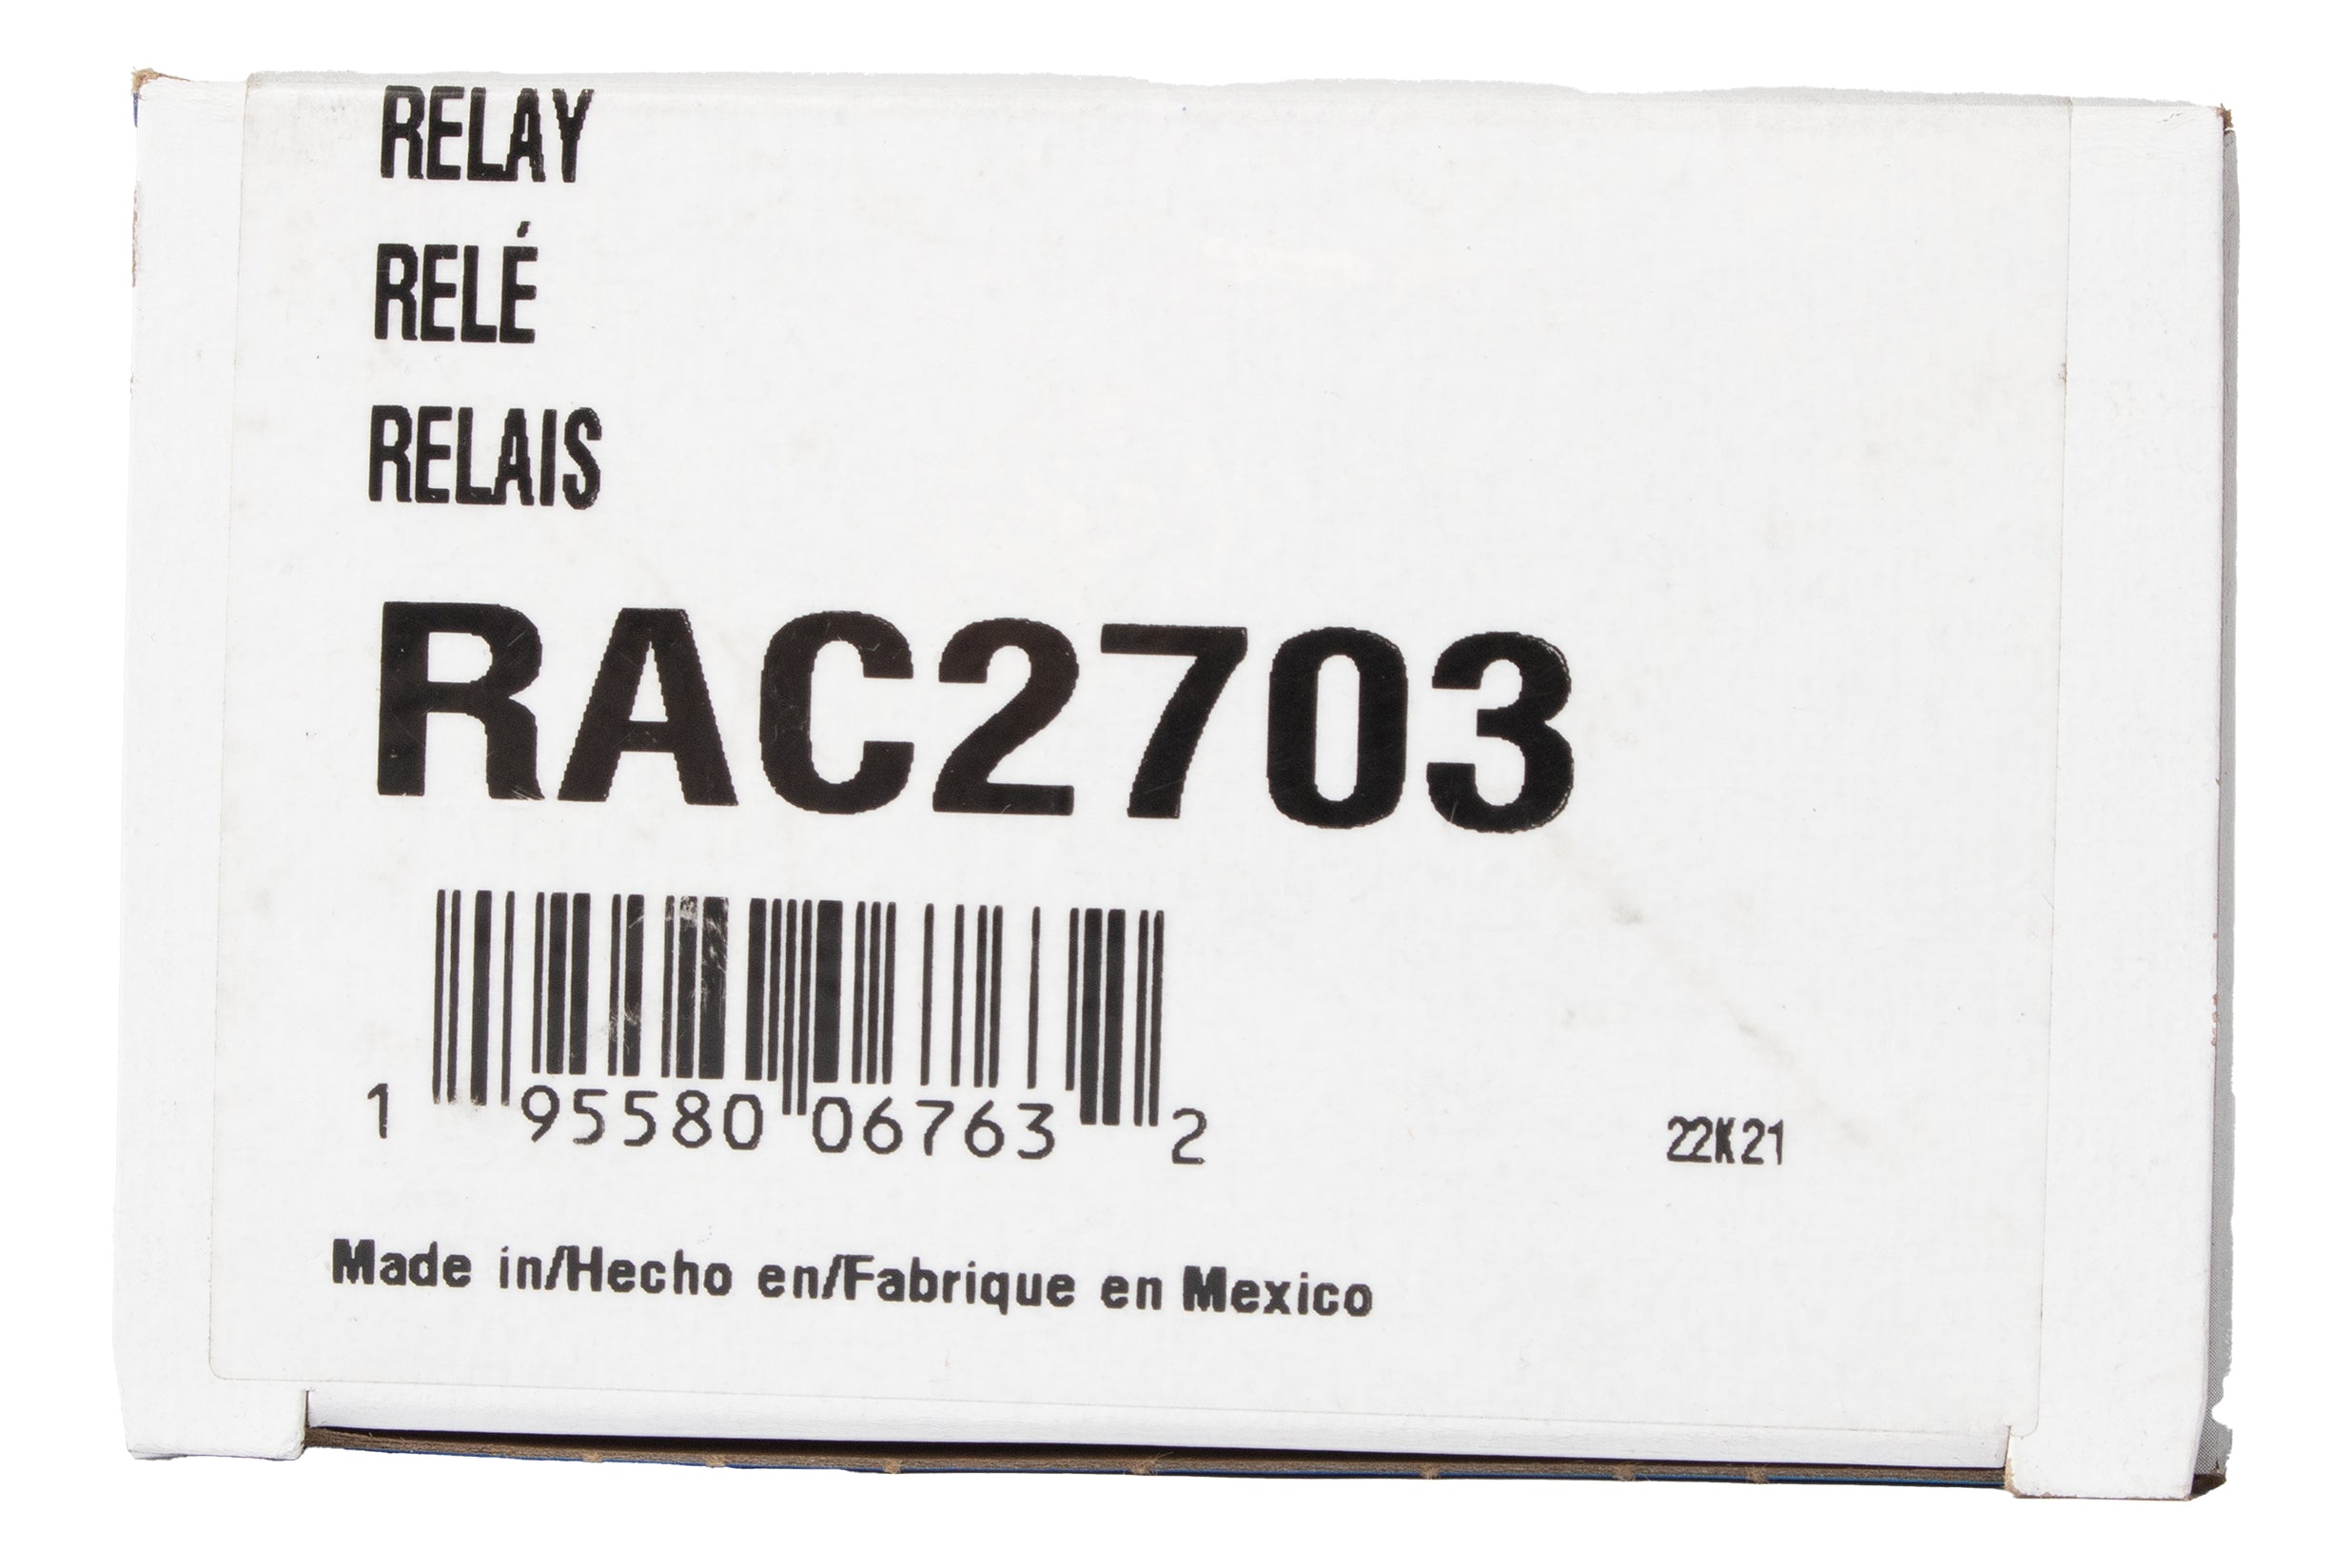 RELAY
RELÉ
RELAIS
RAC2703
1 95580 06763 2
22K21
Made in/Hecho en/Fabrique en Mexico